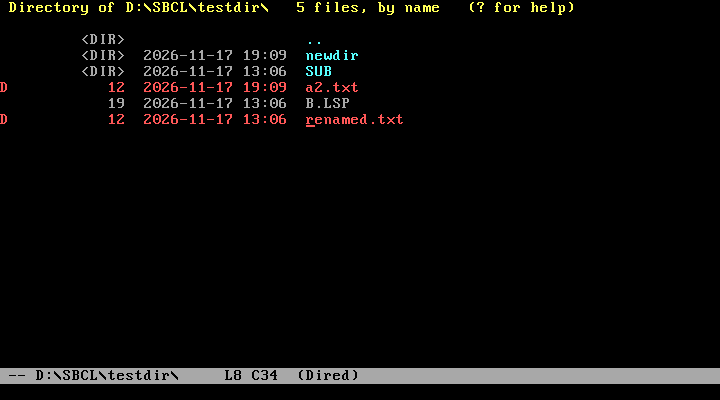 Directory of D:\SBCL\testdir\   5 files, by name   (? for help)
<DIR>                    ..
<DIR>  2026-11-17 19:09  newdir
<DIR>  2026-11-17 13:06  SUB
D           12  2026-11-17 19:09  a2.txt
19  2026-11-17 13:06  B.LSP
D           12  2026-11-17 13:06  renamed.txt
-- D:\SBCL\testdir\     L8 C34  (Dired)